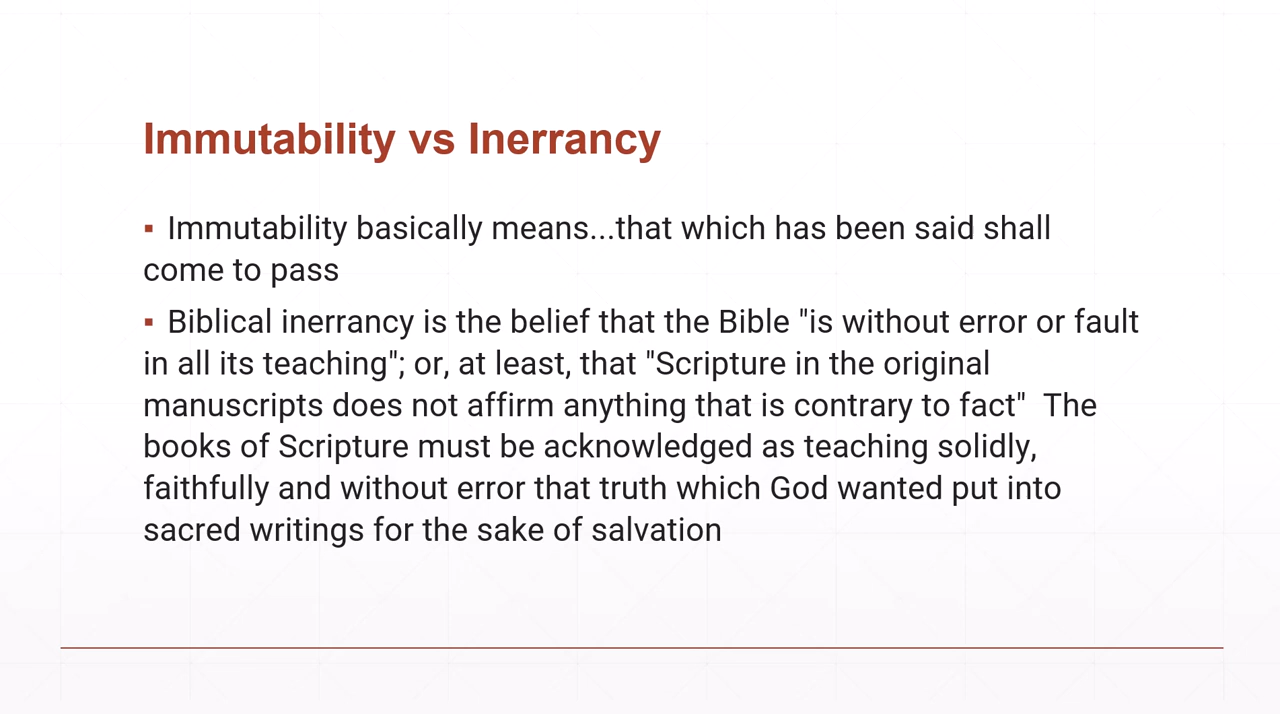 Immutability vs Inerrancy
▪ Immutability basically means...that which has been said shall
come to pass
▪ Biblical inerrancy is the belief that the Bible "is without error or fault
in all its teaching"; or, at least, that "Scripture in the original
manuscripts does not affirm anything that is contrary to fact"  The
books of Scripture must be acknowledged as teaching solidly,
faithfully and without error that truth which God wanted put into
sacred writings for the sake of salvation